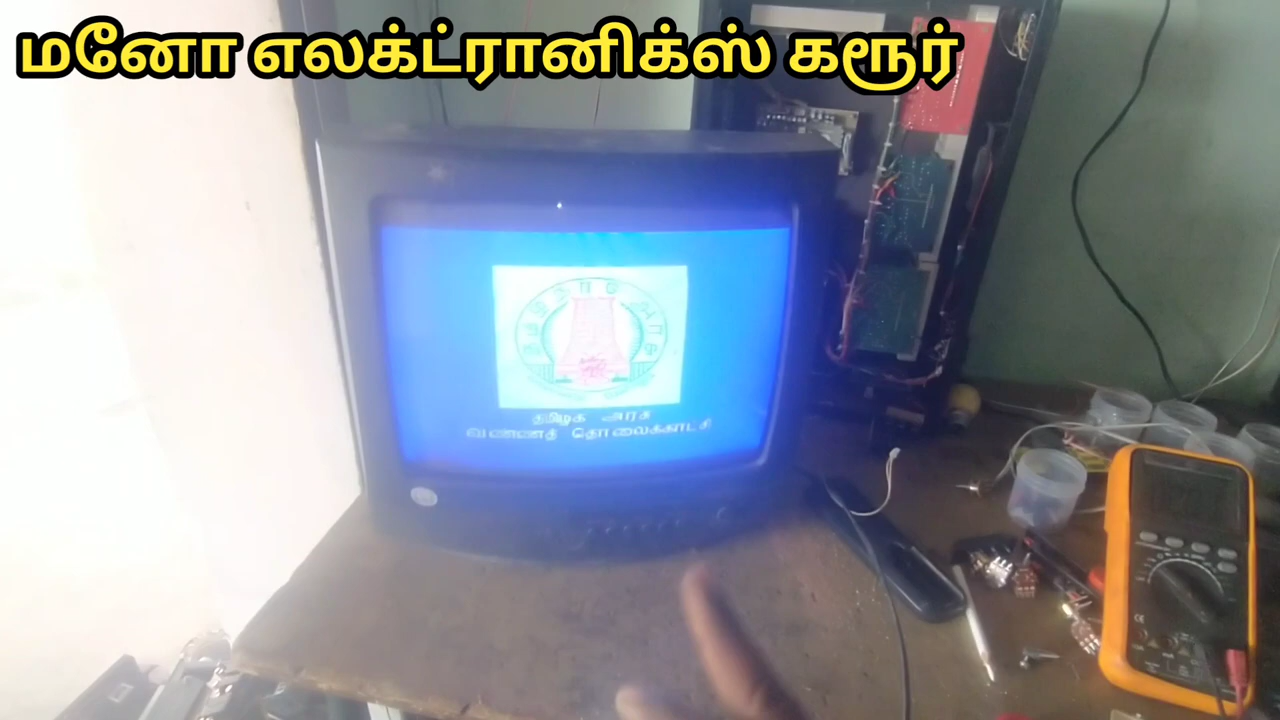 மனோ எலக்ட்ரானிக்ஸ் கரூர்
தமிழக அரசு
வண்ணத் தொலைக்காட்சி